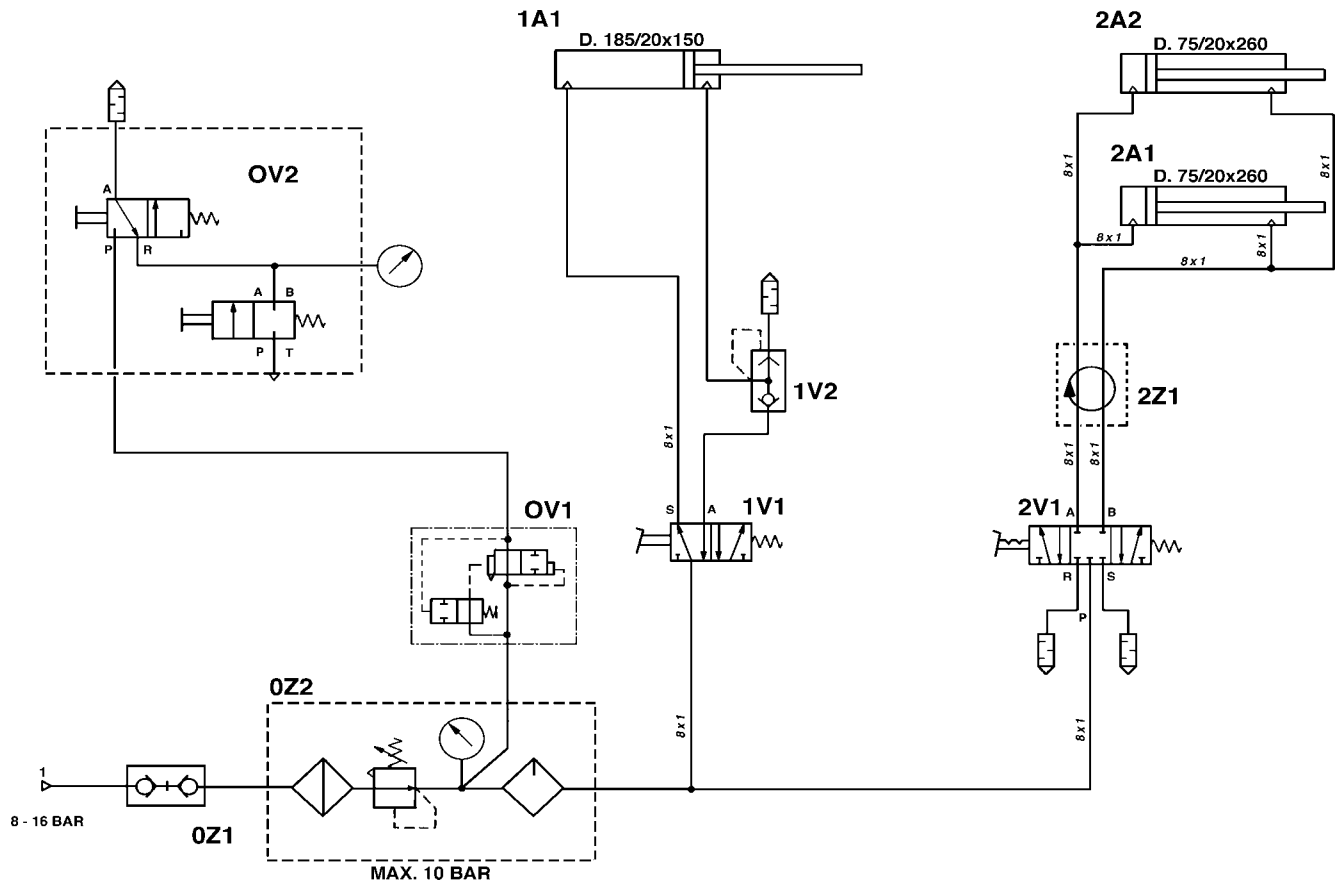 1A1
D. 185/20x150
2A2
D. 75/20x260
2A1
D. 75/20x260
8x1
8x1
8x1
8x1
8x1
OV2
A
P R
A B
P T
1V2
2Z1
8x1
8x1
8x1
S A
1V1
2V1
A B
R S
P
OV1
0Z2
8x1
8x1
1
8 - 16 BAR
0Z1
MAX. 10 BAR